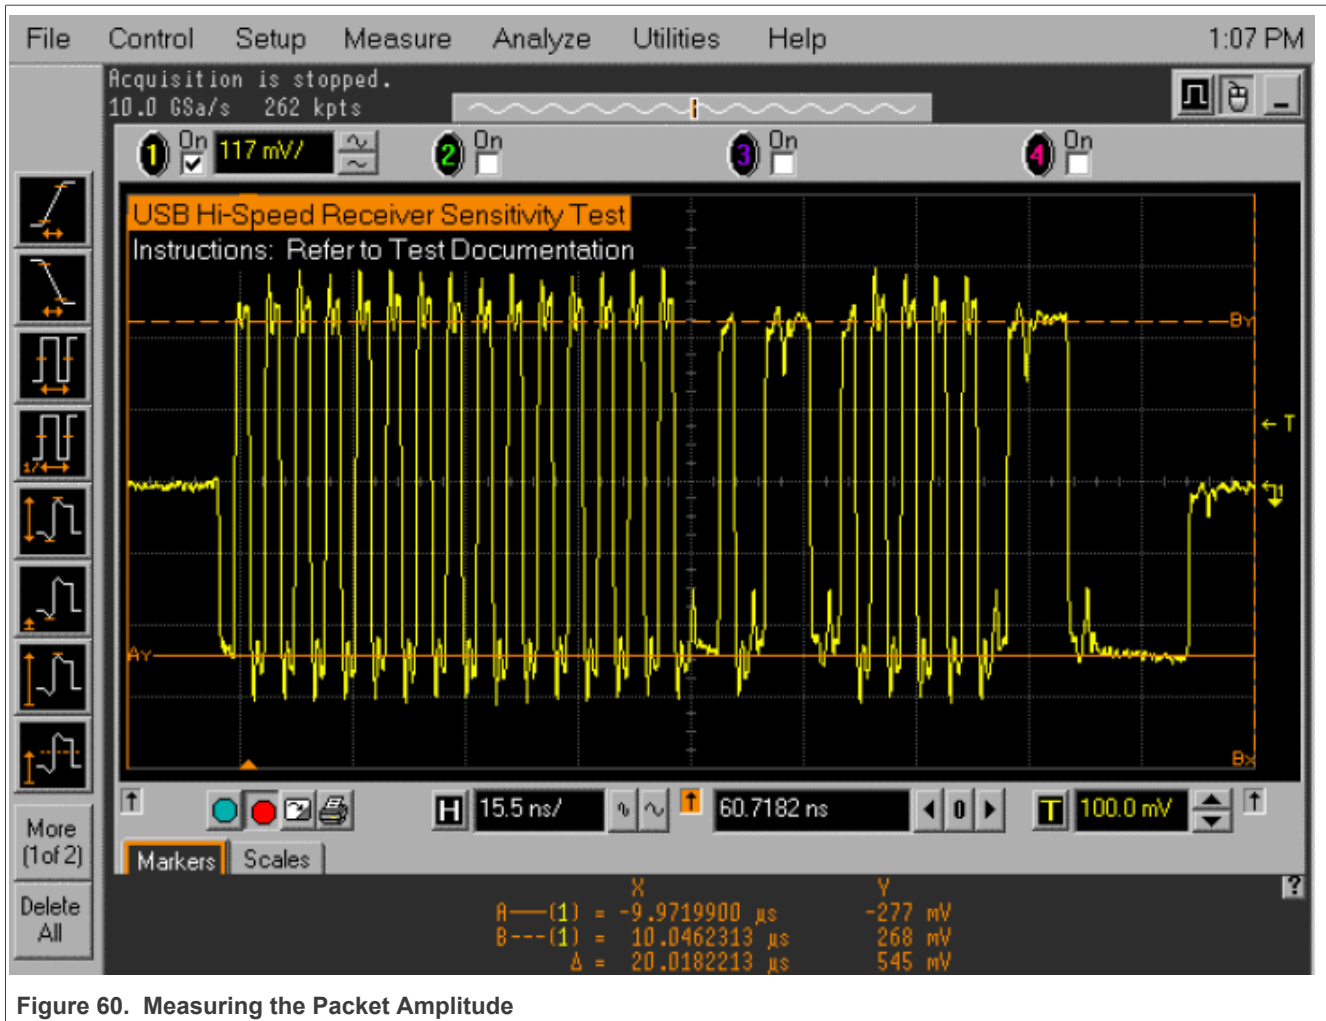 File Control Setup Measure Analyze Utilities Help 1:07 PM
Acquisition is stopped.
10.0 GSa/s 262 kpts
1 On 117 mV/ 2 On 3 On 4 On
USB Hi-Speed Receiver Sensitivity Test
Instructions: Refer to Test Documentation
By
T
1
Ay
Bx
1/
H 15.5 ns/ 60.7182 ns 0 T 100.0 mV
More
(1of 2)
Markers Scales
?
Delete
All
X Y
A——(1) = -9.9719900 µs -277 mV
B---(1) = 10.0462313 µs 268 mV
Δ = 20.0182213 µs 545 mV
Figure 60. Measuring the Packet Amplitude